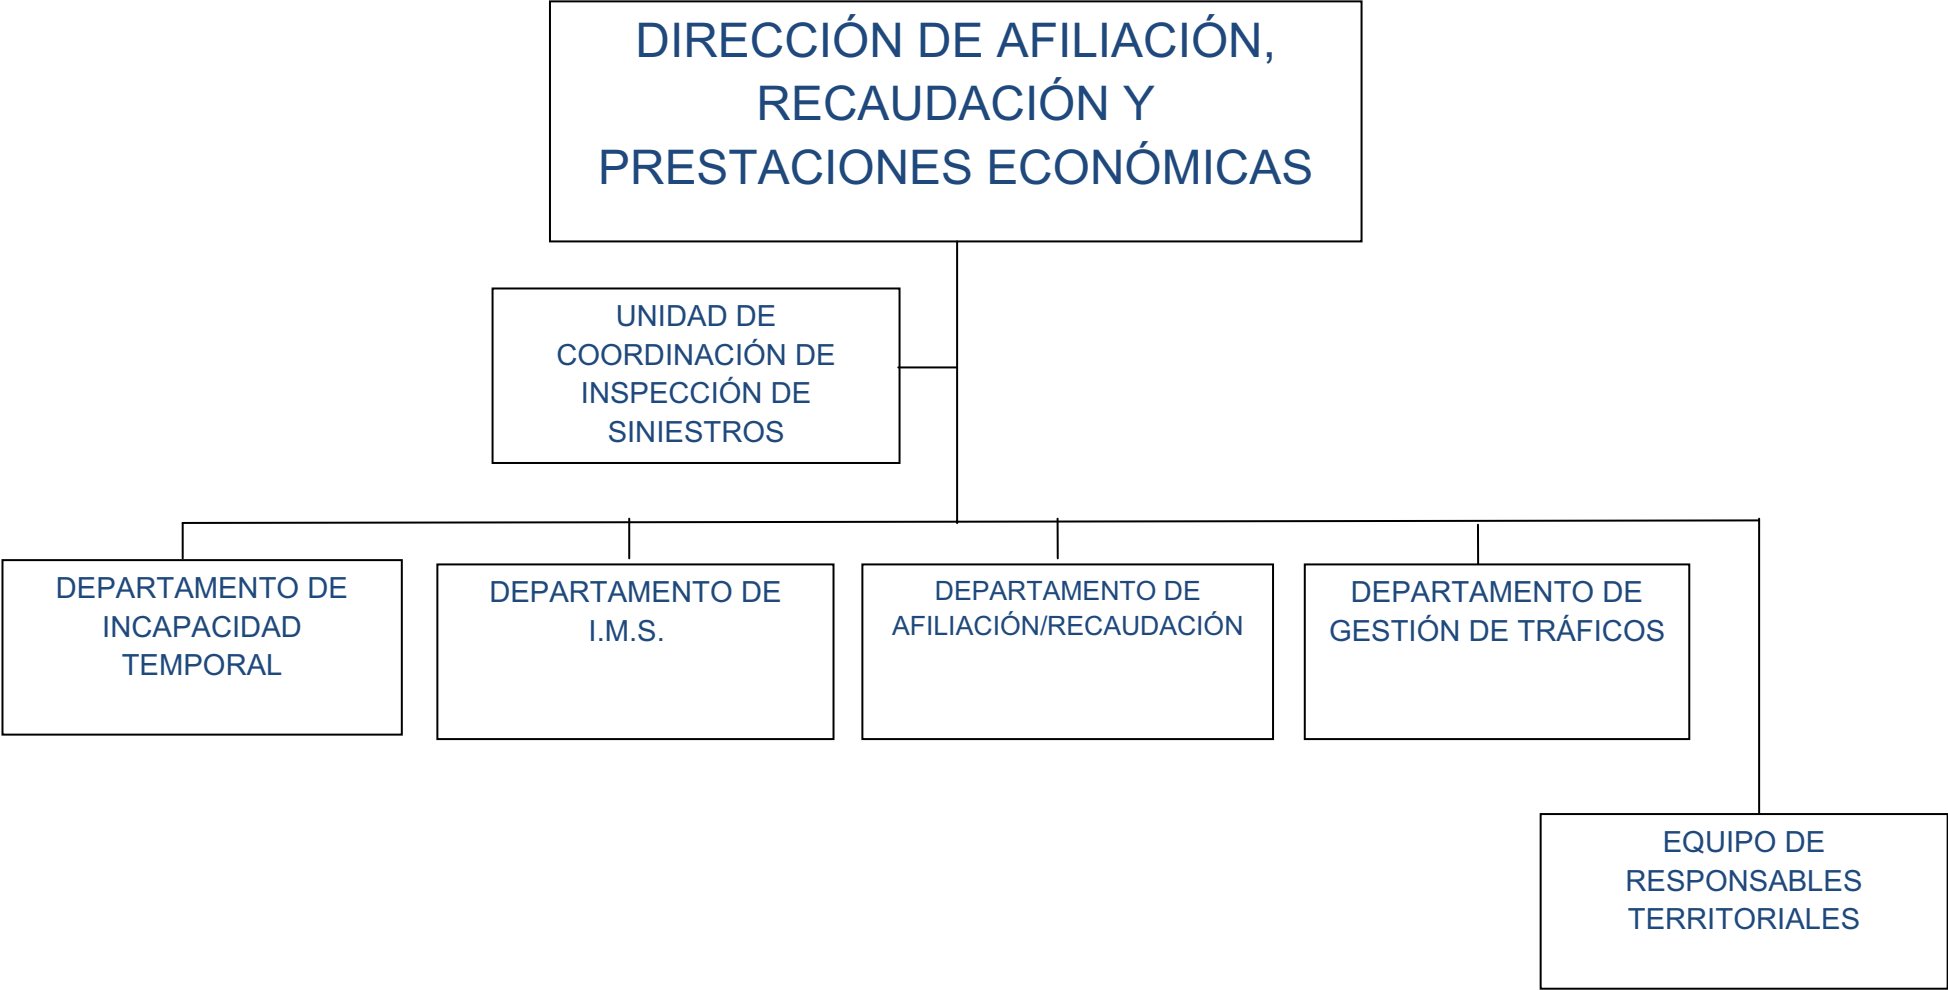 DIRECCIÓN DE AFILIACIÓN,
RECAUDACIÓN Y
PRESTACIONES ECONÓMICAS
UNIDAD DE
COORDINACIÓN DE
INSPECCIÓN DE
SINIESTROS
DEPARTAMENTO DE
INCAPACIDAD
TEMPORAL
DEPARTAMENTO DE
I.M.S.
DEPARTAMENTO DE
AFILIACIÓN/RECAUDACIÓN
DEPARTAMENTO DE
GESTIÓN DE TRÁFICOS
EQUIPO DE
RESPONSABLES
TERRITORIALES